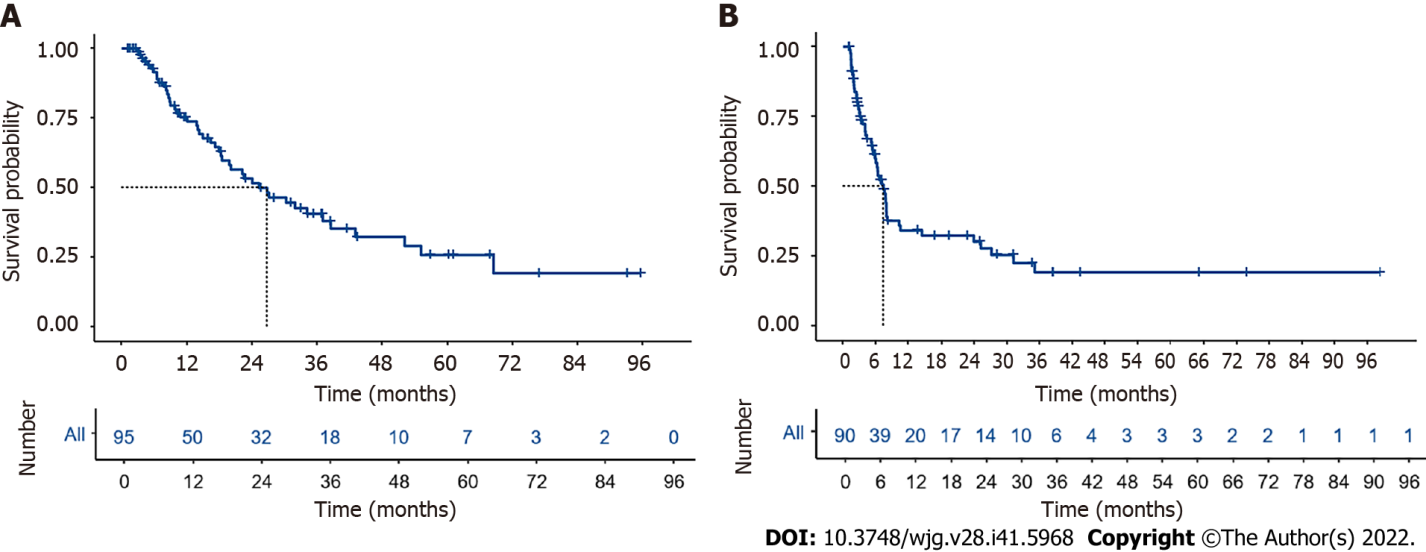 A
Survival probability
1.00
0.75
0.50
0.25
0.00
0 12 24 36 48 60 72 84 96
Time (months)
Number
All 95 50 32 18 10 7 3 2 0
0 12 24 36 48 60 72 84 96
Time (months)
B
Survival probability
1.00
0.75
0.50
0.25
0.00
0 6 12 18 24 30 36 42 48 54 60 66 72 78 84 90 96
Time (months)
Number
All 90 39 20 17 14 10 6 4 3 3 3 2 2 1 1 1 1
0 6 12 18 24 30 36 42 48 54 60 66 72 78 84 90 96
Time (months)
DOI: 10.3748/wjg.v28.i41.5968 Copyright ©The Author(s) 2022.